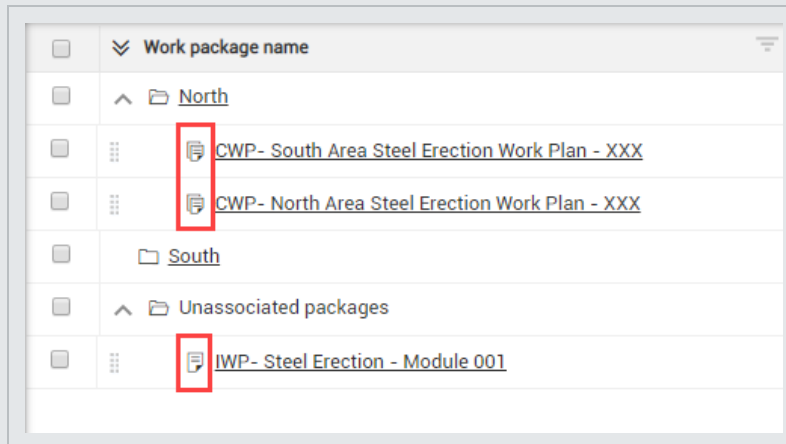 Work package name
North
CWP- South Area Steel Erection Work Plan - XXX
CWP- North Area Steel Erection Work Plan - XXX
South
Unassociated packages
IWP- Steel Erection - Module 001